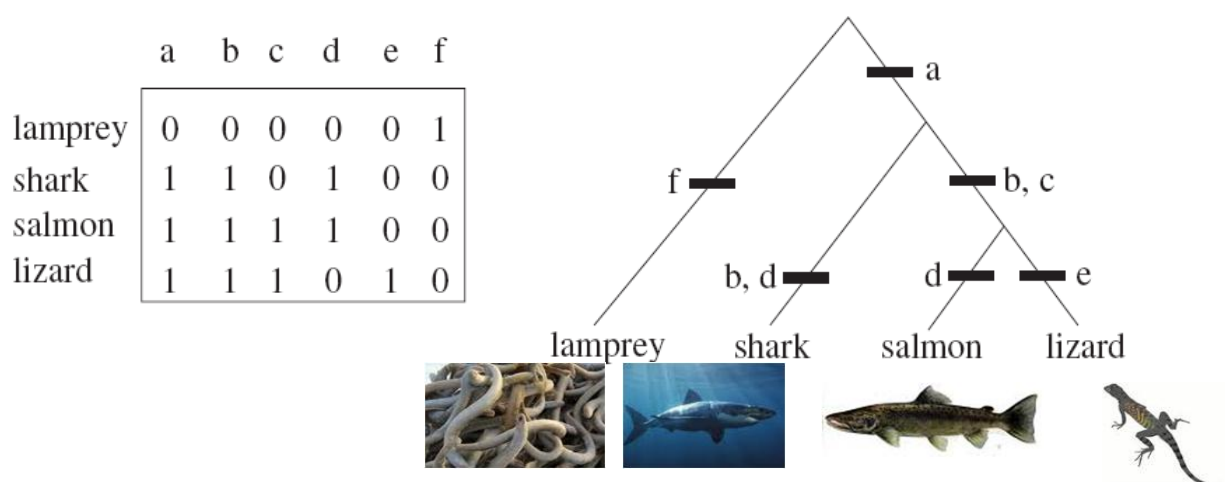 a b c d e f
lamprey 0 0 0 0 0 1
shark 1 1 0 1 0 0
salmon 1 1 1 1 0 0
lizard 1 1 1 0 1 0
a
f
b, c
b, d
d
e
lamprey shark salmon lizard